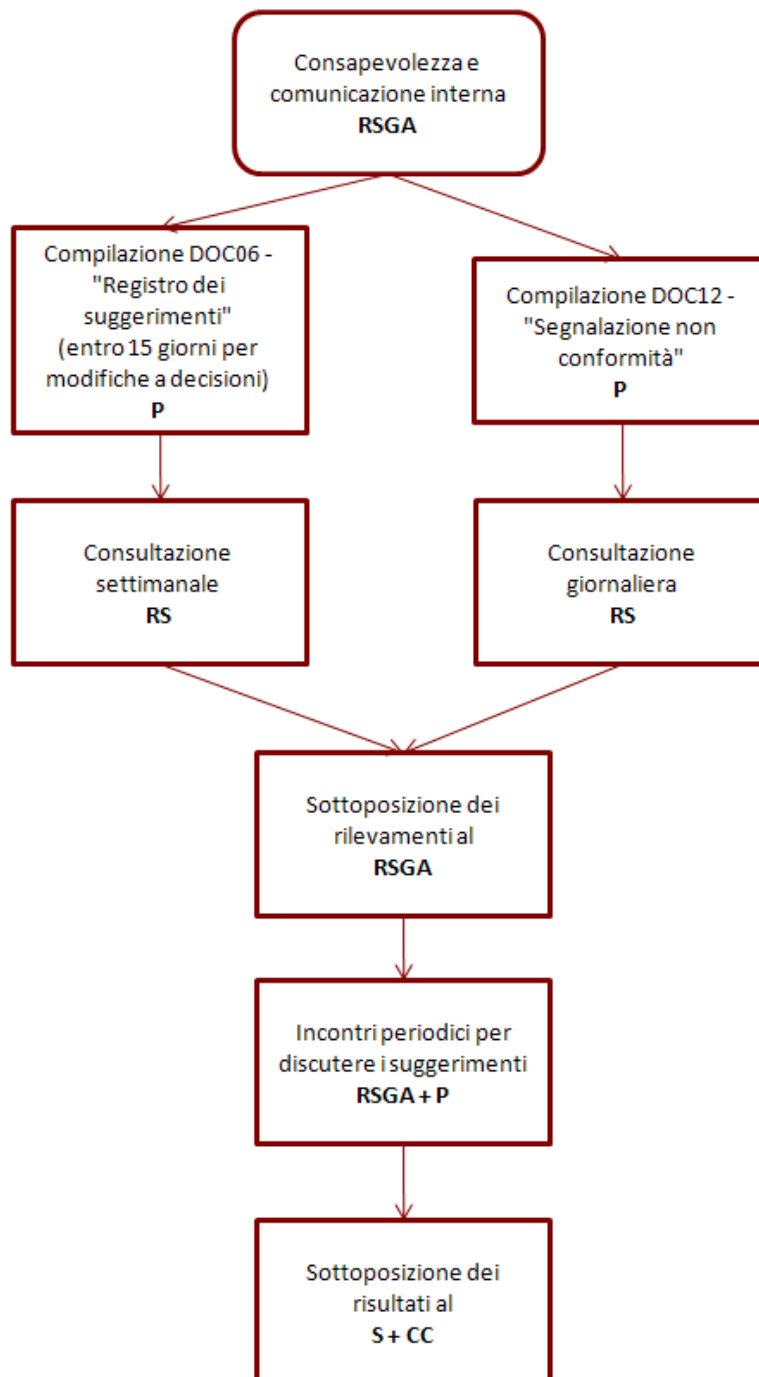 Consapevolezza e
comunicazione interna
RSGA
Compilazione DOC06 -
"Registro dei
suggerimenti"
(entro 15 giorni per
modifiche a decisioni)
P
Compilazione DOC12 -
"Segnalazione non
conformità"
P
Consultazione
settimanale
RS
Consultazione
giornaliera
RS
Sottoposizione dei
rilevamenti al
RSGA
Incontri periodici per
discutere i suggerimenti
RSGA + P
Sottoposizione dei
risultati al
S + CC